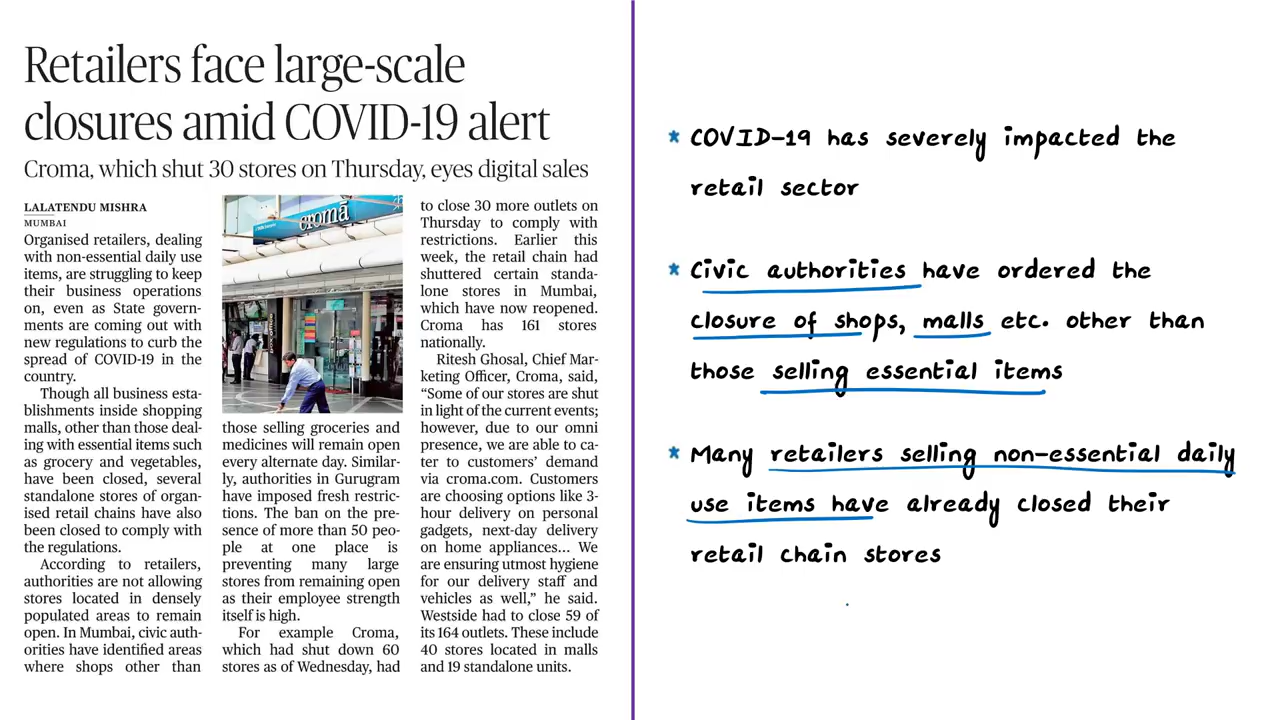 Retailers face large-scale
closures amid COVID-19 alert
Croma, which shut 30 stores on Thursday, eyes digital sales
LALATENDU MISHRA
MUMBAI
Organised retailers, dealing
with non-essential daily use
items, are struggling to keep
their business operations
on, even as State govern-
ments are coming out with
new regulations to curb the
spread of COVID-19 in the
country.
Though all business esta-
blishments inside shopping
malls, other than those deal-
ing with essential items such
as grocery and vegetables,
have been closed, several
standalone stores of organ-
ised retail chains have also
been closed to comply with
the regulations.
According to retailers,
authorities are not allowing
stores located in densely
populated areas to remain
open. In Mumbai, civic auth-
orities have identified areas
where shops other than
cromā
those selling groceries and
medicines will remain open
every alternate day. Similar-
ly, authorities in Gurugram
have imposed fresh restric-
tions. The ban on the pre-
sence of more than 50 peo-
ple at one place is
preventing many large
stores from remaining open
as their employee strength
itself is high.
For example Croma,
which had shut down 60
stores as of Wednesday, had
to close 30 more outlets on
Thursday to comply with
restrictions. Earlier this
week, the retail chain had
shuttered certain standa-
lone stores in Mumbai,
which have now reopened.
Croma has 161 stores
nationally.
Ritesh Ghosal, Chief Mar-
keting Officer, Croma, said,
“Some of our stores are shut
in light of the current events;
however, due to our omni
presence, we are able to ca-
ter to customers’ demand
via croma.com. Customers
are choosing options like 3-
hour delivery on personal
gadgets, next-day delivery
on home appliances... We
are ensuring utmost hygiene
for our delivery staff and
vehicles as well,” he said.
Westside had to close 59 of
its 164 outlets. These include
40 stores located in malls
and 19 standalone units.
* COVID-19 has severely impacted the
retail sector
* Civic authorities have ordered the
closure of shops, malls etc. other than
those selling essential items
* Many retailers selling non-essential daily
use items have already closed their
retail chain stores